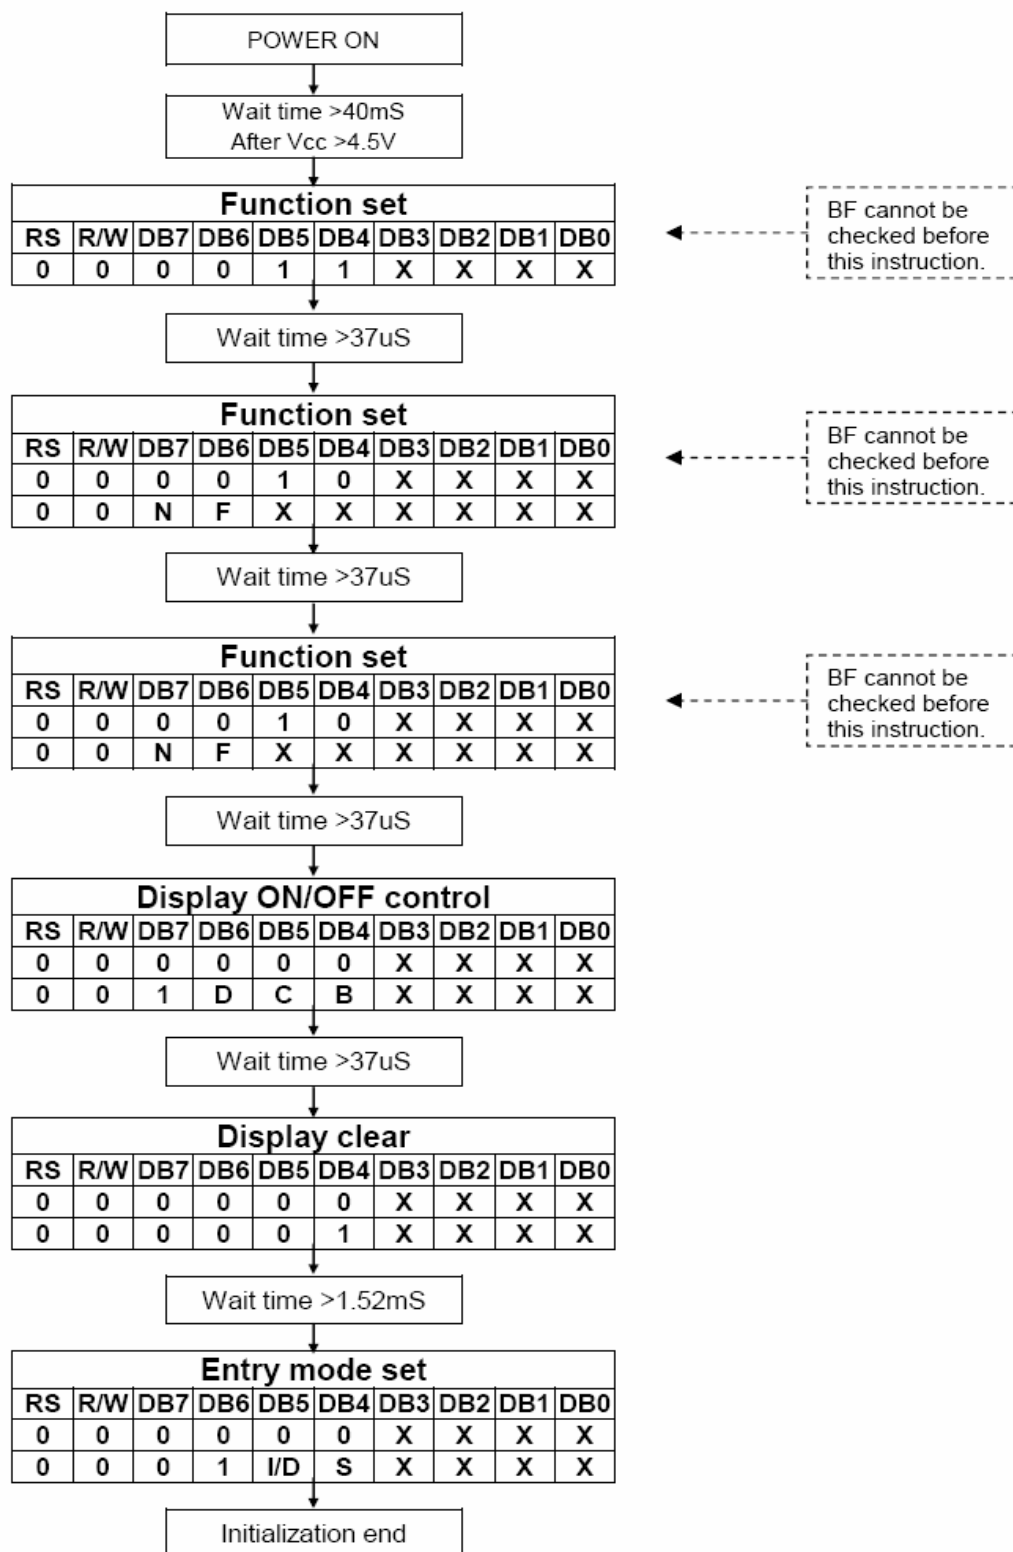 POWER ON
Wait time >40mS
After Vcc >4.5V
Function set
RS R/W DB7 DB6 DB5 DB4 DB3 DB2 DB1 DB0
0 0 0 0 1 1 X X X X
BF cannot be
checked before
this instruction.
Wait time >37uS
Function set
RS R/W DB7 DB6 DB5 DB4 DB3 DB2 DB1 DB0
0 0 0 0 1 0 X X X X
0 0 N F X X X X X X
BF cannot be
checked before
this instruction.
Wait time >37uS
Function set
RS R/W DB7 DB6 DB5 DB4 DB3 DB2 DB1 DB0
0 0 0 0 1 0 X X X X
0 0 N F X X X X X X
BF cannot be
checked before
this instruction.
Wait time >37uS
Display ON/OFF control
RS R/W DB7 DB6 DB5 DB4 DB3 DB2 DB1 DB0
0 0 0 0 0 0 X X X X
0 0 1 D C B X X X X
Wait time >37uS
Display clear
RS R/W DB7 DB6 DB5 DB4 DB3 DB2 DB1 DB0
0 0 0 0 0 0 X X X X
0 0 0 0 0 1 X X X X
Wait time >1.52mS
Entry mode set
RS R/W DB7 DB6 DB5 DB4 DB3 DB2 DB1 DB0
0 0 0 0 0 0 X X X X
0 0 0 1 I/D S X X X X
Initialization end